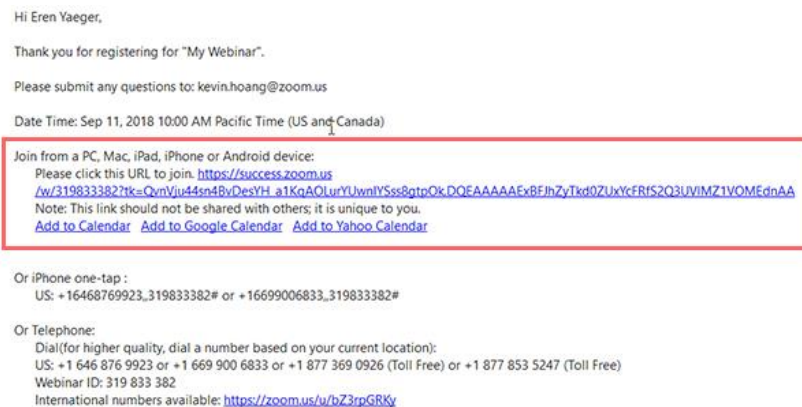 Hi Eren Yaeger,
Thank you for registering for "My Webinar".
Please submit any questions to: kevin.hoang@zoom.us
Date Time: Sep 11, 2018 10:00 AM Pacific Time (US and Canada)
Join from a PC, Mac, iPad, iPhone or Android device:
Please click this URL to join. https://success.zoom.us
/w/319833382?tk=QvnVju44sn4BvDesYH_a1KqAOLurYUwnIYSss8gtpOk.DQEAAAAAExBFJhZyTkd0ZUxYcFRfS2Q3UVlMZ1VOMEdnAA
Note: This link should not be shared with others; it is unique to you.
Add to Calendar Add to Google Calendar Add to Yahoo Calendar
Or iPhone one-tap :
US: +16468769923,,319833382# or +16699006833,,319833382#
Or Telephone:
Dial(for higher quality, dial a number based on your current location):
US: +1 646 876 9923 or +1 669 900 6833 or +1 877 369 0926 (Toll Free) or +1 877 853 5247 (Toll Free)
Webinar ID: 319 833 382
International numbers available: https://zoom.us/u/bZ3rpGRKy